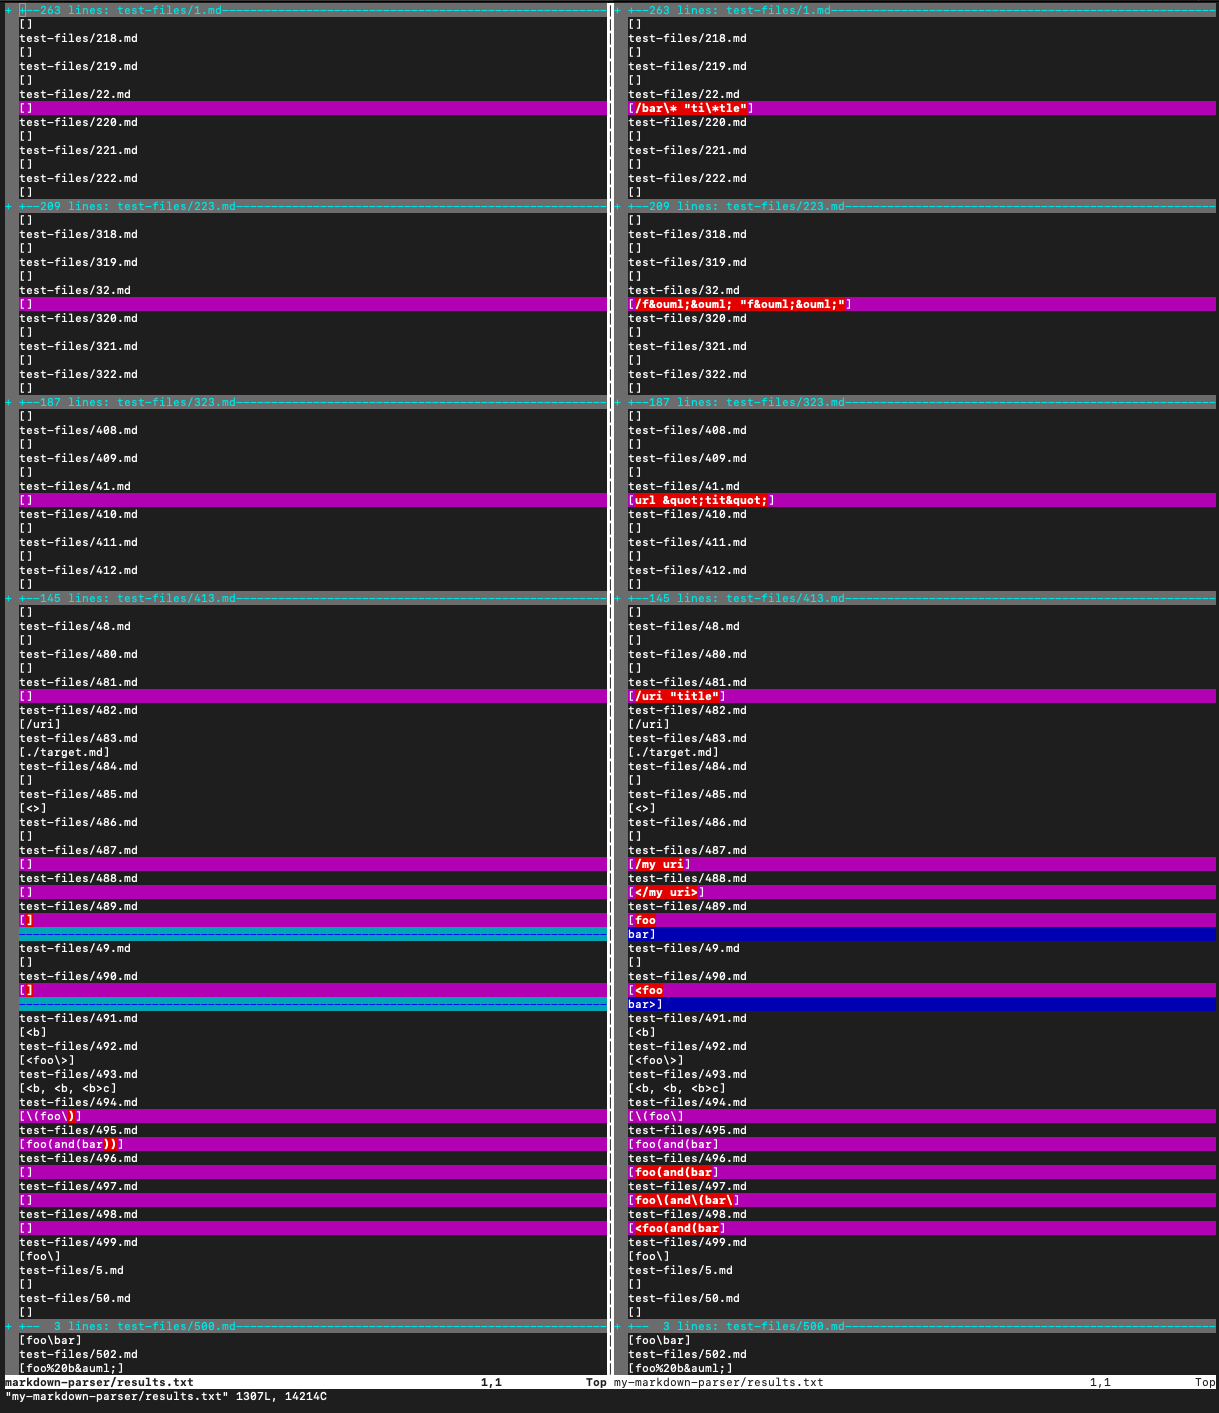 + +--263 lines: test-files/1.md
[]
test-files/218.md
[]
test-files/219.md
[]
test-files/22.md
[]
test-files/220.md
[]
test-files/221.md
[]
test-files/222.md
[]
+ +--209 lines: test-files/223.md
[]
test-files/318.md
[]
test-files/319.md
[]
test-files/32.md
[]
test-files/320.md
[]
test-files/321.md
[]
test-files/322.md
[]
+ +--187 lines: test-files/323.md
[]
test-files/408.md
[]
test-files/409.md
[]
test-files/41.md
[]
test-files/410.md
[]
test-files/411.md
[]
test-files/412.md
[]
+ +--145 lines: test-files/413.md
[]
test-files/48.md
[]
test-files/480.md
[]
test-files/481.md
[]
test-files/482.md
[/uri]
test-files/483.md
[./target.md]
test-files/484.md
[]
test-files/485.md
[<>]
test-files/486.md
[]
test-files/487.md
[]
test-files/488.md
[]
test-files/489.md
[]
test-files/49.md
[]
test-files/490.md
[]
test-files/491.md
[<b]
test-files/492.md
[<foo\>]
test-files/493.md
[<b, <b, <b>c]
test-files/494.md
[\(foo\)]
test-files/495.md
[foo(and(bar))]
test-files/496.md
[]
test-files/497.md
[]
test-files/498.md
[]
test-files/499.md
[foo\]
test-files/5.md
[]
test-files/50.md
[]
+ +--  3 lines: test-files/500.md
[foo\bar]
test-files/502.md
[foo%20b&auml;]
markdown-parser/results.txt 1,1 Top
+ +--263 lines: test-files/1.md
[]
test-files/218.md
[]
test-files/219.md
[]
test-files/22.md
[/bar\* "ti\*tle"]
test-files/220.md
[]
test-files/221.md
[]
test-files/222.md
[]
+ +--209 lines: test-files/223.md
[]
test-files/318.md
[]
test-files/319.md
[]
test-files/32.md
[/f&ouml;&ouml; "f&ouml;&ouml;"]
test-files/320.md
[]
test-files/321.md
[]
test-files/322.md
[]
+ +--187 lines: test-files/323.md
[]
test-files/408.md
[]
test-files/409.md
[]
test-files/41.md
[url &quot;tit&quot;]
test-files/410.md
[]
test-files/411.md
[]
test-files/412.md
[]
+ +--145 lines: test-files/413.md
[]
test-files/48.md
[]
test-files/480.md
[]
test-files/481.md
[/uri "title"]
test-files/482.md
[/uri]
test-files/483.md
[./target.md]
test-files/484.md
[]
test-files/485.md
[<>]
test-files/486.md
[]
test-files/487.md
[/my uri]
test-files/488.md
[</my uri>]
test-files/489.md
[foo
bar]
test-files/49.md
[]
test-files/490.md
[<foo
bar>]
test-files/491.md
[<b]
test-files/492.md
[<foo\>]
test-files/493.md
[<b, <b, <b>c]
test-files/494.md
[\(foo\]
test-files/495.md
[foo(and(bar]
test-files/496.md
[foo(and(bar]
test-files/497.md
[foo\(and\(bar\]
test-files/498.md
[<foo(and(bar]
test-files/499.md
[foo\]
test-files/5.md
[]
test-files/50.md
[]
+ +--  3 lines: test-files/500.md
[foo\bar]
test-files/502.md
[foo%20b&auml;]
my-markdown-parser/results.txt 1,1 Top
"my-markdown-parser/results.txt" 1307L, 14214C